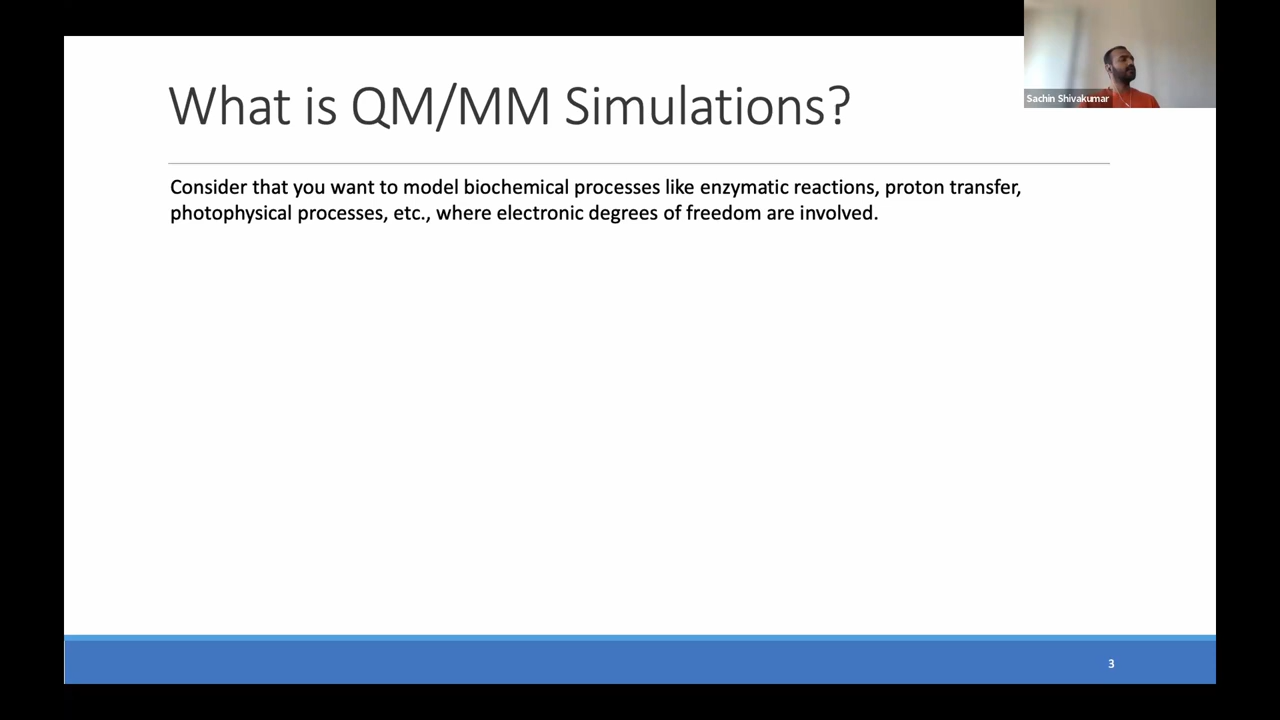 What is QM/MM Simulations?
Sachin Shivakumar
Consider that you want to model biochemical processes like enzymatic reactions, proton transfer,
photophysical processes, etc., where electronic degrees of freedom are involved.
3